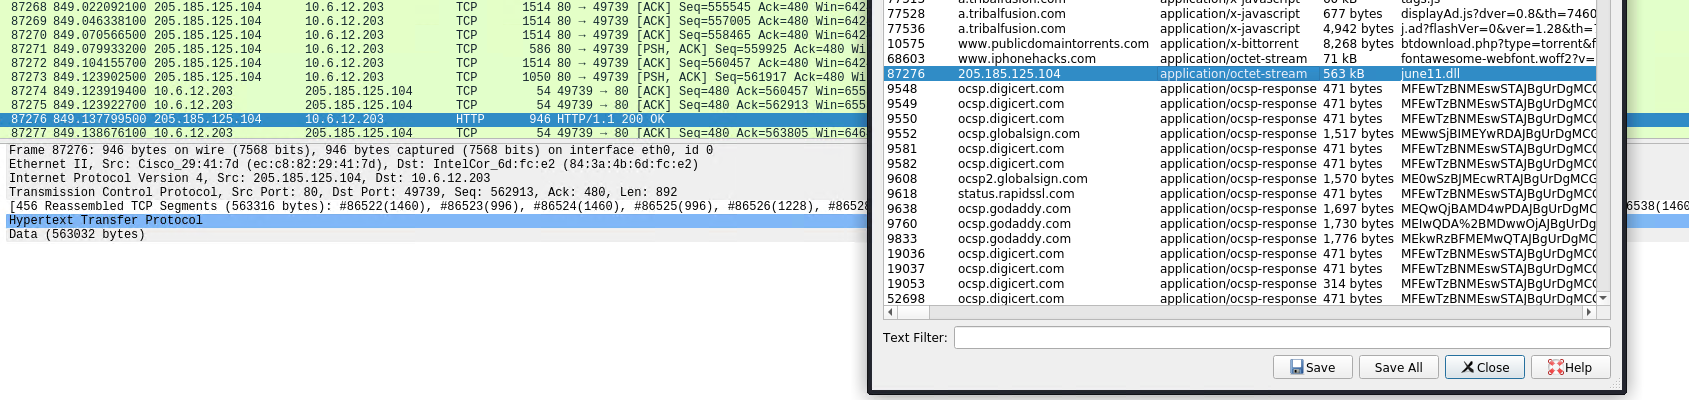 87268 849.022092100 205.185.125.104 10.6.12.203 TCP 1514 80 → 49739 [ACK] Seq=555545 Ack=480 Win=642
87269 849.046338100 205.185.125.104 10.6.12.203 TCP 1514 80 → 49739 [ACK] Seq=557005 Ack=480 Win=642
87270 849.070566500 205.185.125.104 10.6.12.203 TCP 1514 80 → 49739 [ACK] Seq=558465 Ack=480 Win=642
87271 849.079933200 205.185.125.104 10.6.12.203 TCP 586 80 → 49739 [PSH, ACK] Seq=559925 Ack=480 Wi
87272 849.104155700 205.185.125.104 10.6.12.203 TCP 1514 80 → 49739 [ACK] Seq=560457 Ack=480 Win=642
87273 849.123902500 205.185.125.104 10.6.12.203 TCP 1050 80 → 49739 [PSH, ACK] Seq=561917 Ack=480 Wi
87274 849.123919400 10.6.12.203 205.185.125.104 TCP 54 49739 → 80 [ACK] Seq=480 Ack=560457 Win=655
87275 849.123922700 10.6.12.203 205.185.125.104 TCP 54 49739 → 80 [ACK] Seq=480 Ack=562913 Win=655
87276 849.137799500 205.185.125.104 10.6.12.203 HTTP 946 HTTP/1.1 200 OK
87277 849.138676100 10.6.12.203 205.185.125.104 TCP 54 49739 → 80 [ACK] Seq=480 Ack=563805 Win=646
Frame 87276: 946 bytes on wire (7568 bits), 946 bytes captured (7568 bits) on interface eth0, id 0
Ethernet II, Src: Cisco_29:41:7d (ec:c8:82:29:41:7d), Dst: IntelCor_6d:fc:e2 (84:3a:4b:6d:fc:e2)
Internet Protocol Version 4, Src: 205.185.125.104, Dst: 10.6.12.203
Transmission Control Protocol, Src Port: 80, Dst Port: 49739, Seq: 562913, Ack: 480, Len: 892
[456 Reassembled TCP Segments (563316 bytes): #86522(1460), #86523(996), #86524(1460), #86525(996), #86526(1228), #8652
6538(1460
Hypertext Transfer Protocol
Data (563032 bytes)
77528 a.tribalfusion.com application/x-javascript 677 bytes displayAd.js?dver=0.8&th=7460
77536 a.tribalfusion.com application/x-javascript 4,942 bytes j.ad?flashVer=0&ver=1.28&th=
10575 www.publicdomaintorrents.com application/x-bittorrent 8,268 bytes btdownload.php?type=torrent&f
68603 www.iphonehacks.com application/octet-stream 71 kB fontawesome-webfont.woff2?v=
87276 205.185.125.104 application/octet-stream 563 kB june11.dll
9548 ocsp.digicert.com application/ocsp-response 471 bytes MFEwTzBNMEswSTAJBgUrDgMCG
9549 ocsp.digicert.com application/ocsp-response 471 bytes MFEwTzBNMEswSTAJBgUrDgMCG
9550 ocsp.digicert.com application/ocsp-response 471 bytes MFEwTzBNMEswSTAJBgUrDgMCG
9552 ocsp.globalsign.com application/ocsp-response 1,517 bytes MEwwSjBIMEYwRDAJBgUrDgMCG
9581 ocsp.digicert.com application/ocsp-response 471 bytes MFEwTzBNMEswSTAJBgUrDgMCG
9582 ocsp.digicert.com application/ocsp-response 471 bytes MFEwTzBNMEswSTAJBgUrDgMCG
9608 ocsp2.globalsign.com application/ocsp-response 1,570 bytes ME0wSzBJMEcwRTAJBgUrDgMCG
9618 status.rapidssl.com application/ocsp-response 471 bytes MFEwTzBNMEswSTAJBgUrDgMCG
9638 ocsp.godaddy.com application/ocsp-response 1,697 bytes MEQwQjBAMD4wPDAJBgUrDgMC
9760 ocsp.godaddy.com application/ocsp-response 1,730 bytes MEIwQDA%2BMDwwOjAJBgUrDg
9833 ocsp.godaddy.com application/ocsp-response 1,776 bytes MEkwRzBFMEMwQTAJBgUrDgMC
19036 ocsp.digicert.com application/ocsp-response 471 bytes MFEwTzBNMEswSTAJBgUrDgMCG
19037 ocsp.digicert.com application/ocsp-response 471 bytes MFEwTzBNMEswSTAJBgUrDgMCG
19053 ocsp.digicert.com application/ocsp-response 314 bytes MFEwTzBNMEswSTAJBgUrDgMCG
52698 ocsp.digicert.com application/ocsp-response 471 bytes MFEwTzBNMEswSTAJBgUrDgMCG
Text Filter:
Save Save All Close Help